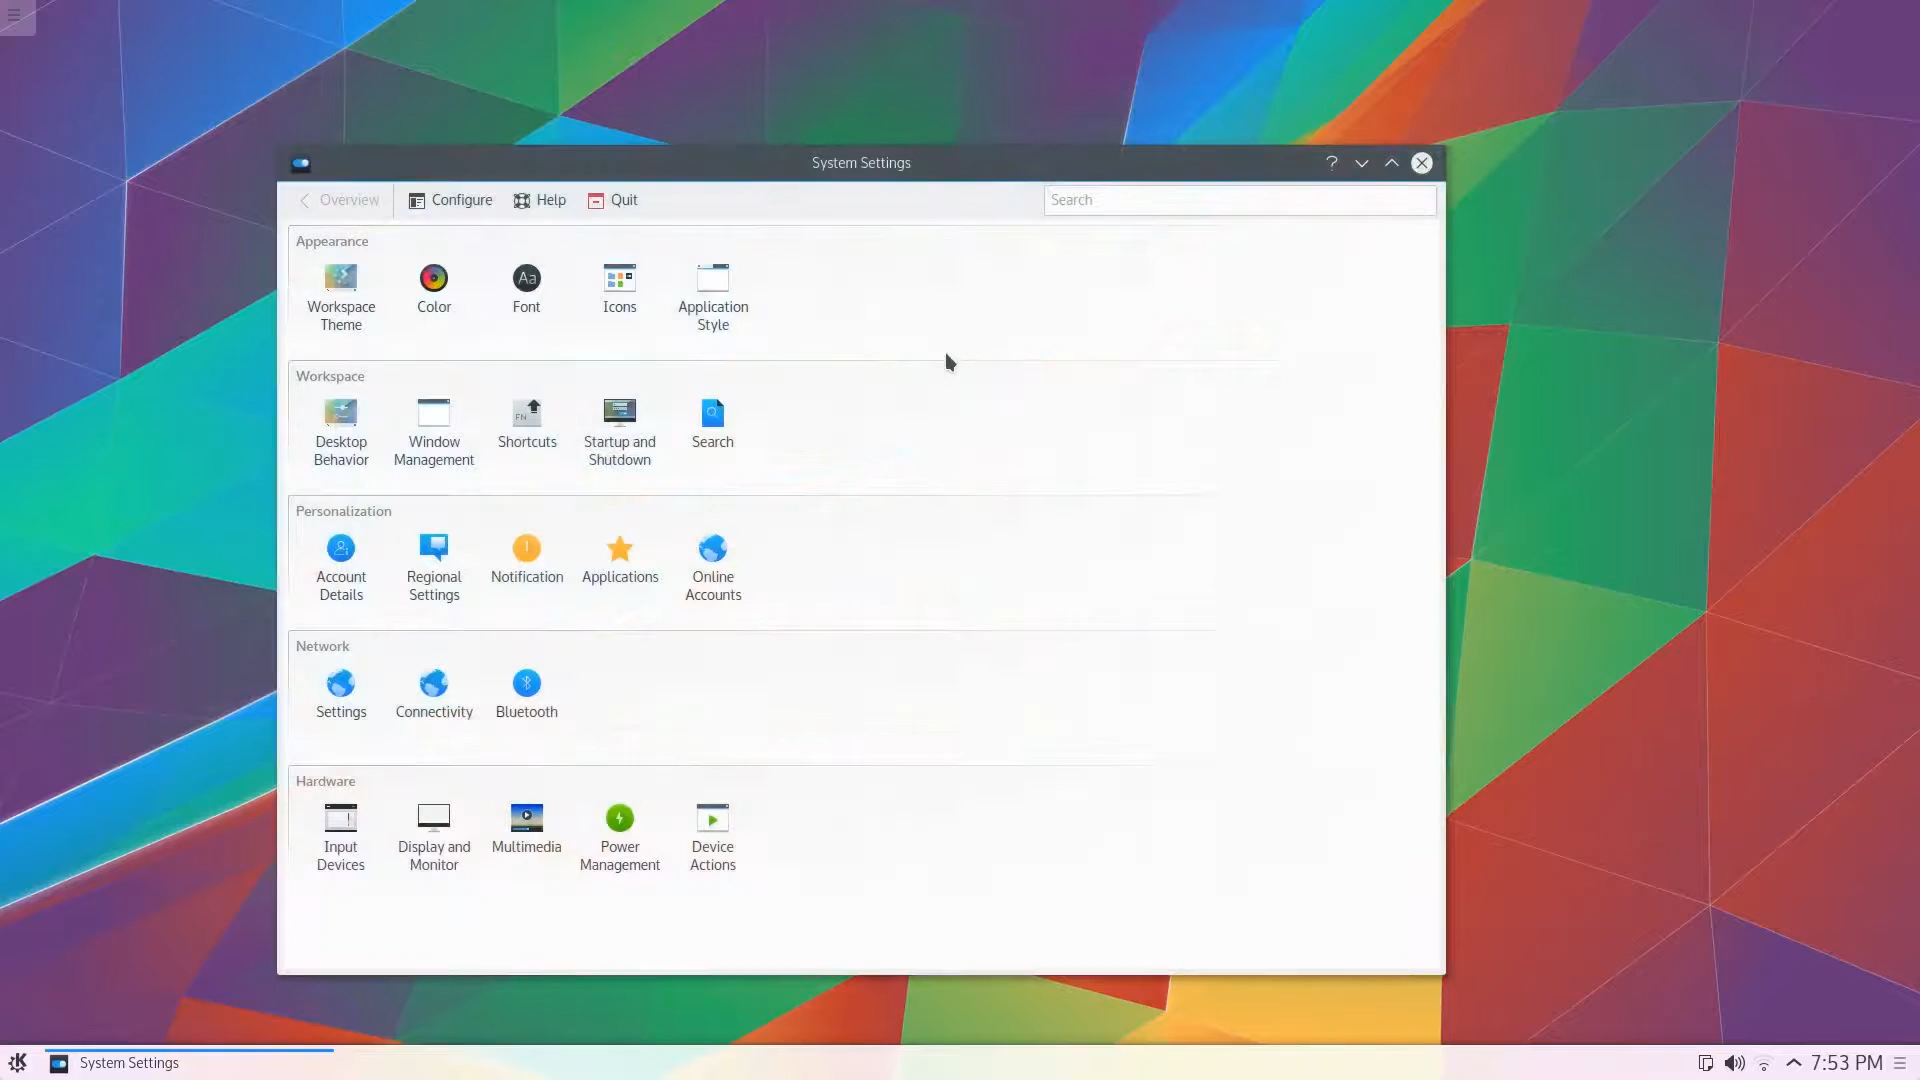 System Settings
Overview Configure Help Quit Search
Appearance
Workspace Theme
Color
Aa
Font
Icons
Application Style
Workspace
Desktop Behavior
Window Management
FN
Shortcuts
Startup and Shutdown
Search
Personalization
Account Details
Regional Settings
Notification
Applications
Online Accounts
Network
Settings
Connectivity
Bluetooth
Hardware
Input Devices
Display and Monitor
Multimedia
Power Management
Device Actions
System Settings
7:53 PM